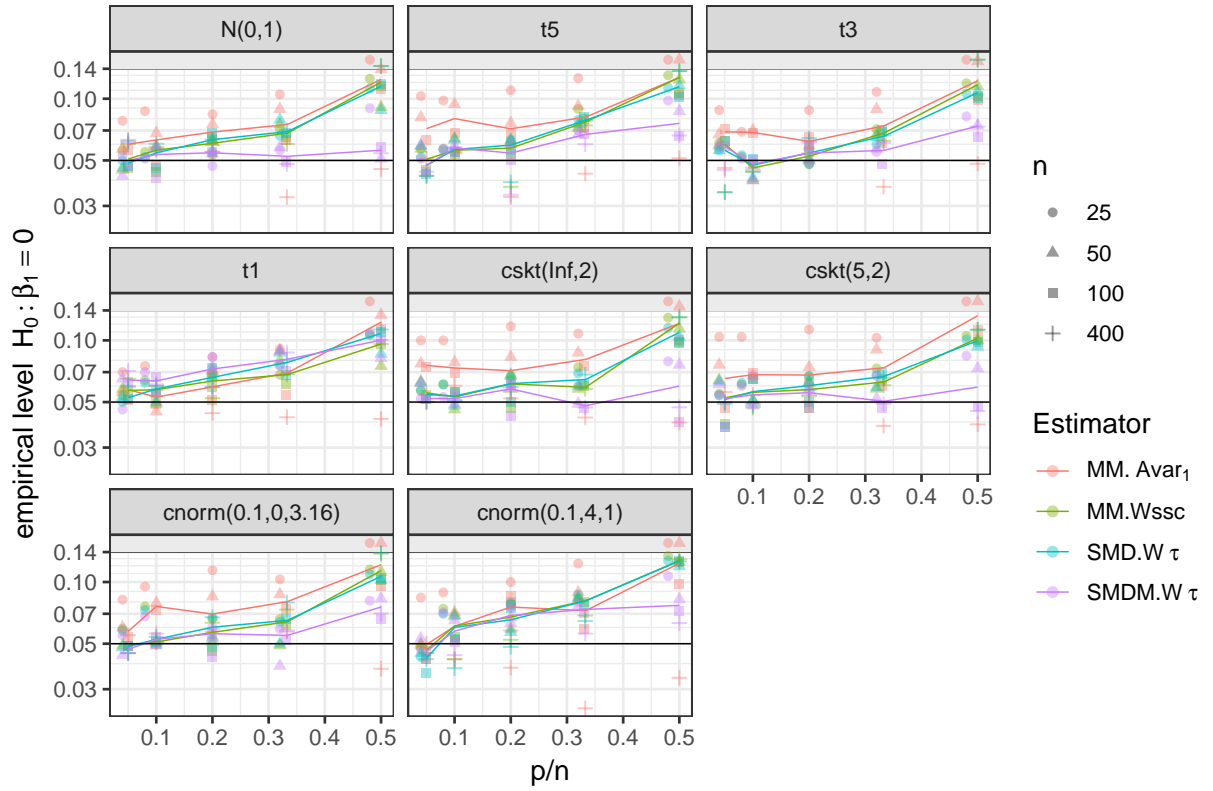 N(0,1) t5 t3
0.14
0.10
0.07
0.05
0.03
t1 cskt(Inf,2) cskt(5,2)
0.14
0.10
0.07
0.05
0.03
0.1 0.2 0.3 0.4 0.5
cnorm(0.1,0,3.16) cnorm(0.1,4,1)
0.14
0.10
0.07
0.05
0.03
0.1 0.2 0.3 0.4 0.5 0.1 0.2 0.3 0.4 0.5
p/n
empirical level H₀ : β₁ = 0
n
25
50
100
400
Estimator
MM. Avar₁
MM.Wssc
SMD.W τ
SMDM.W τ